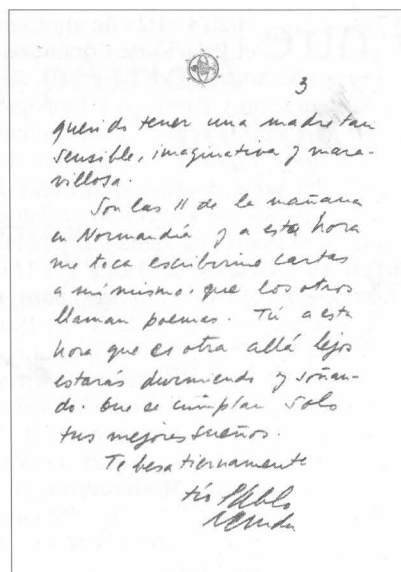 3
querido tener una madre tan
sensible, imaginativa y mara-
villosa.
Son las 11 de la mañana
en Normandía y a esta hora
me toca escribirme cartas
a mí mismo, que los otros
llaman poemas. Tú a esta
hora que es otra allá lejos
estarás durmiendo y soñan-
do. Que se cumplan solo
tus mejores sueños.
Te besa tiernamente
tío Pablo
Neruda